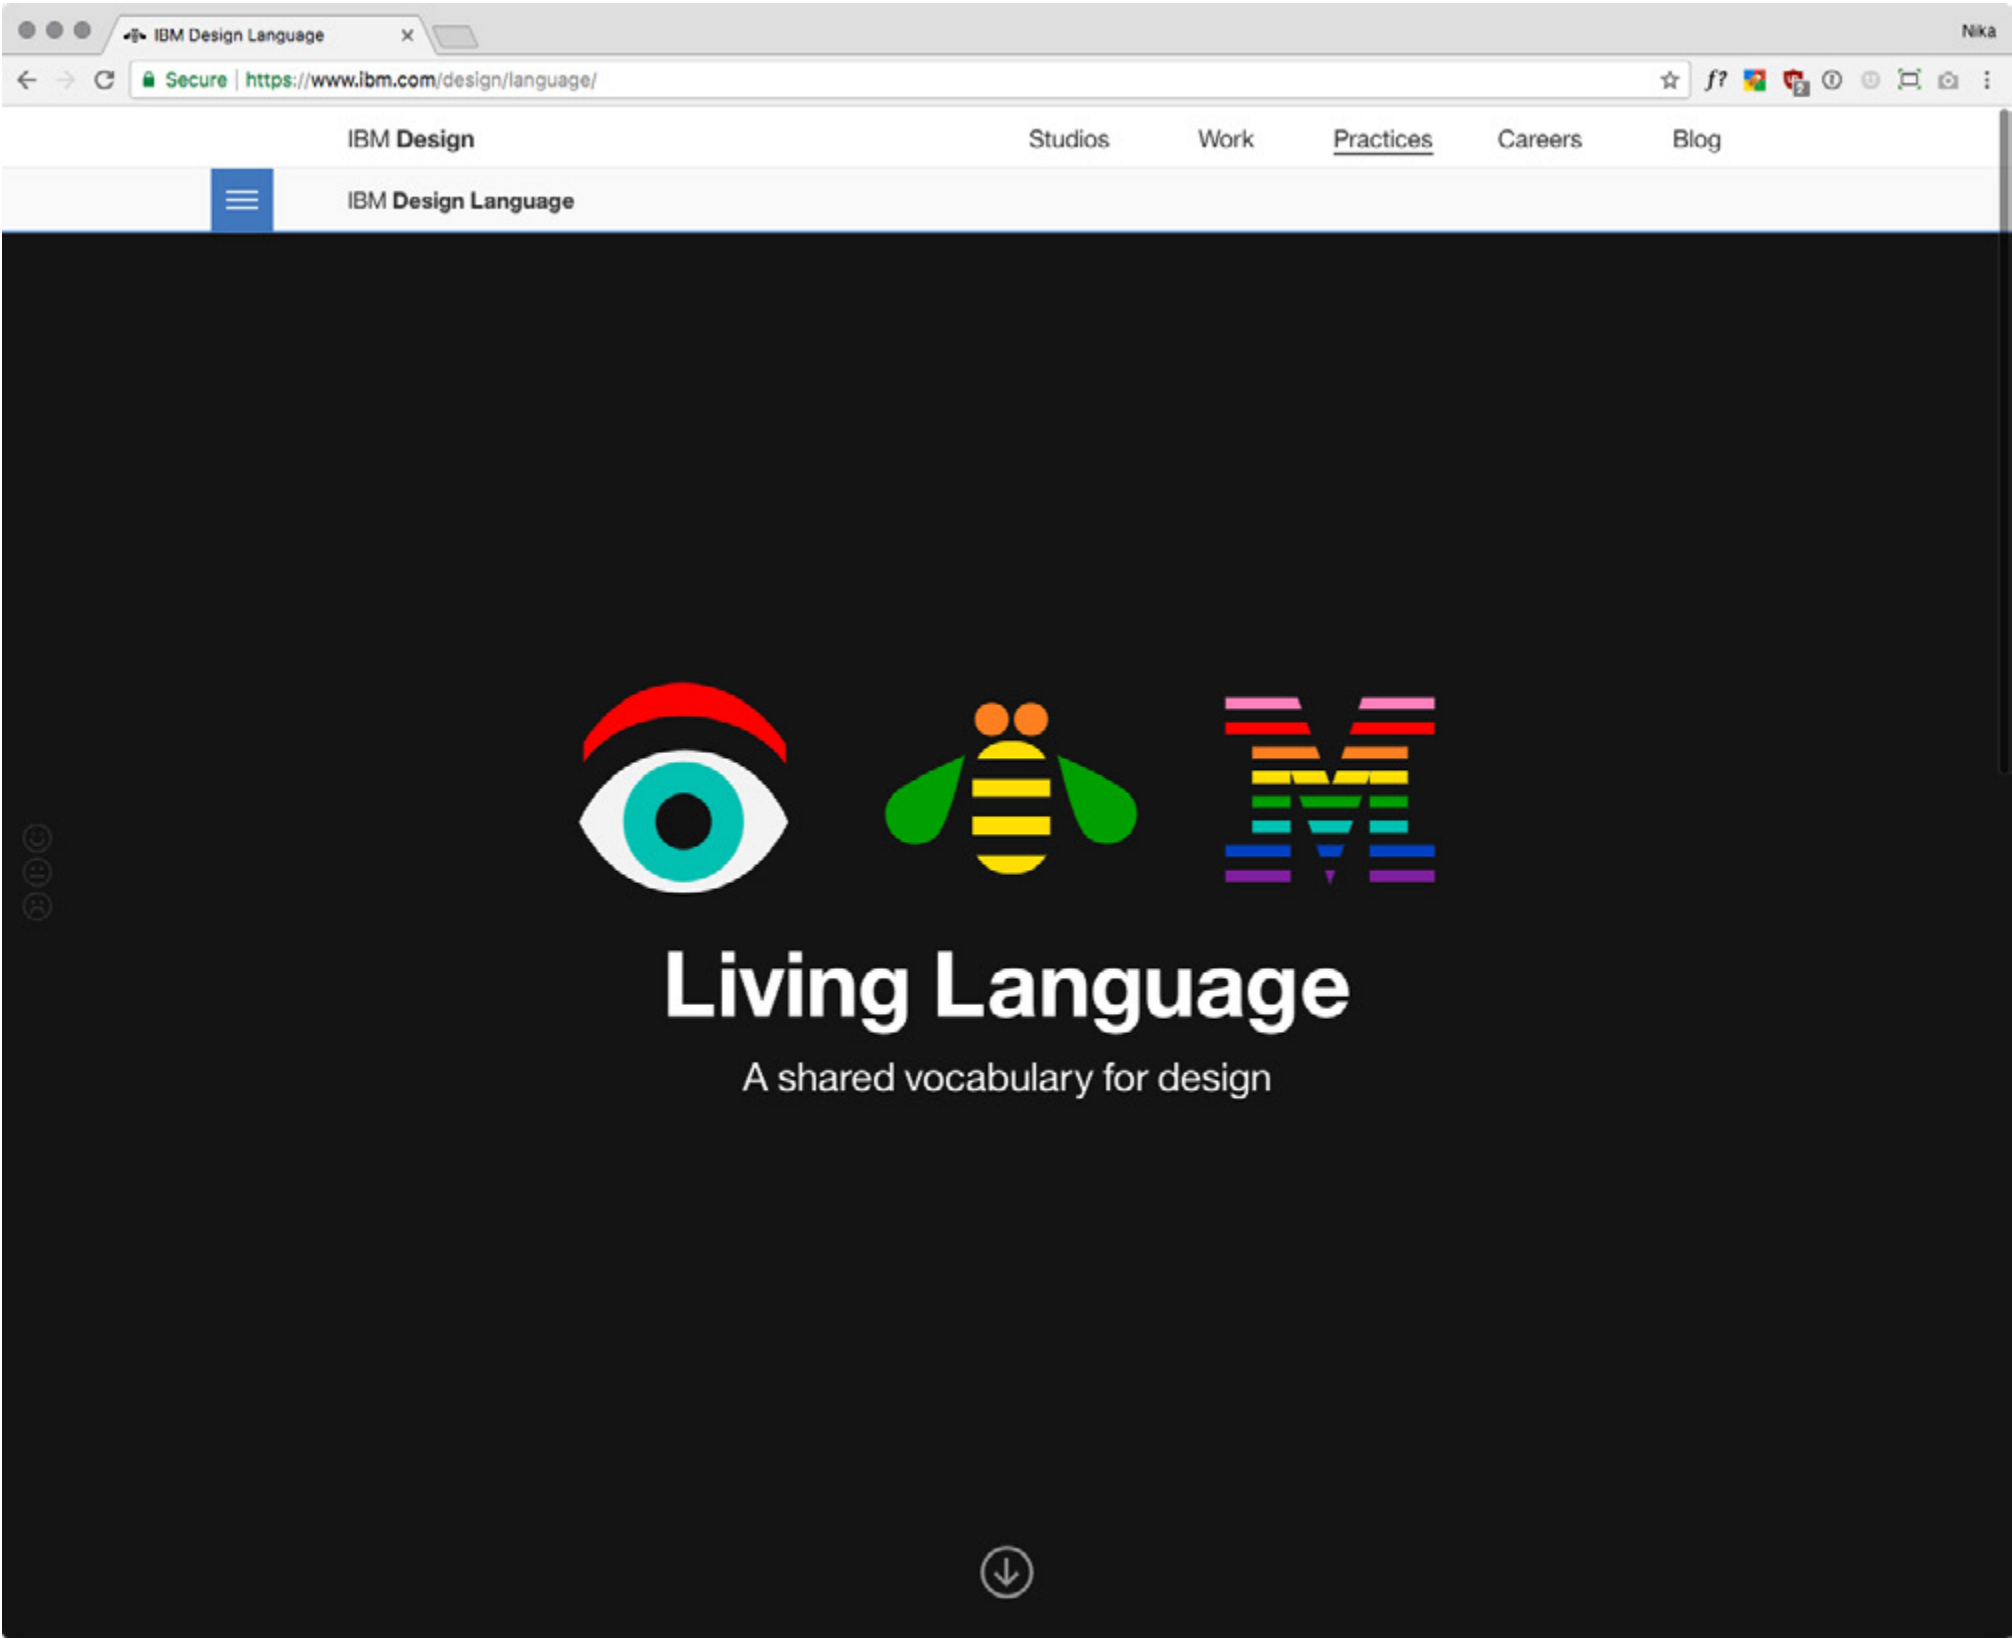 IBM Design Language
Nika
Secure | https://www.ibm.com/design/language/
f?
2
IBM Design
Studios
Work
Practices
Careers
Blog
IBM Design Language
M
Living Language
A shared vocabulary for design